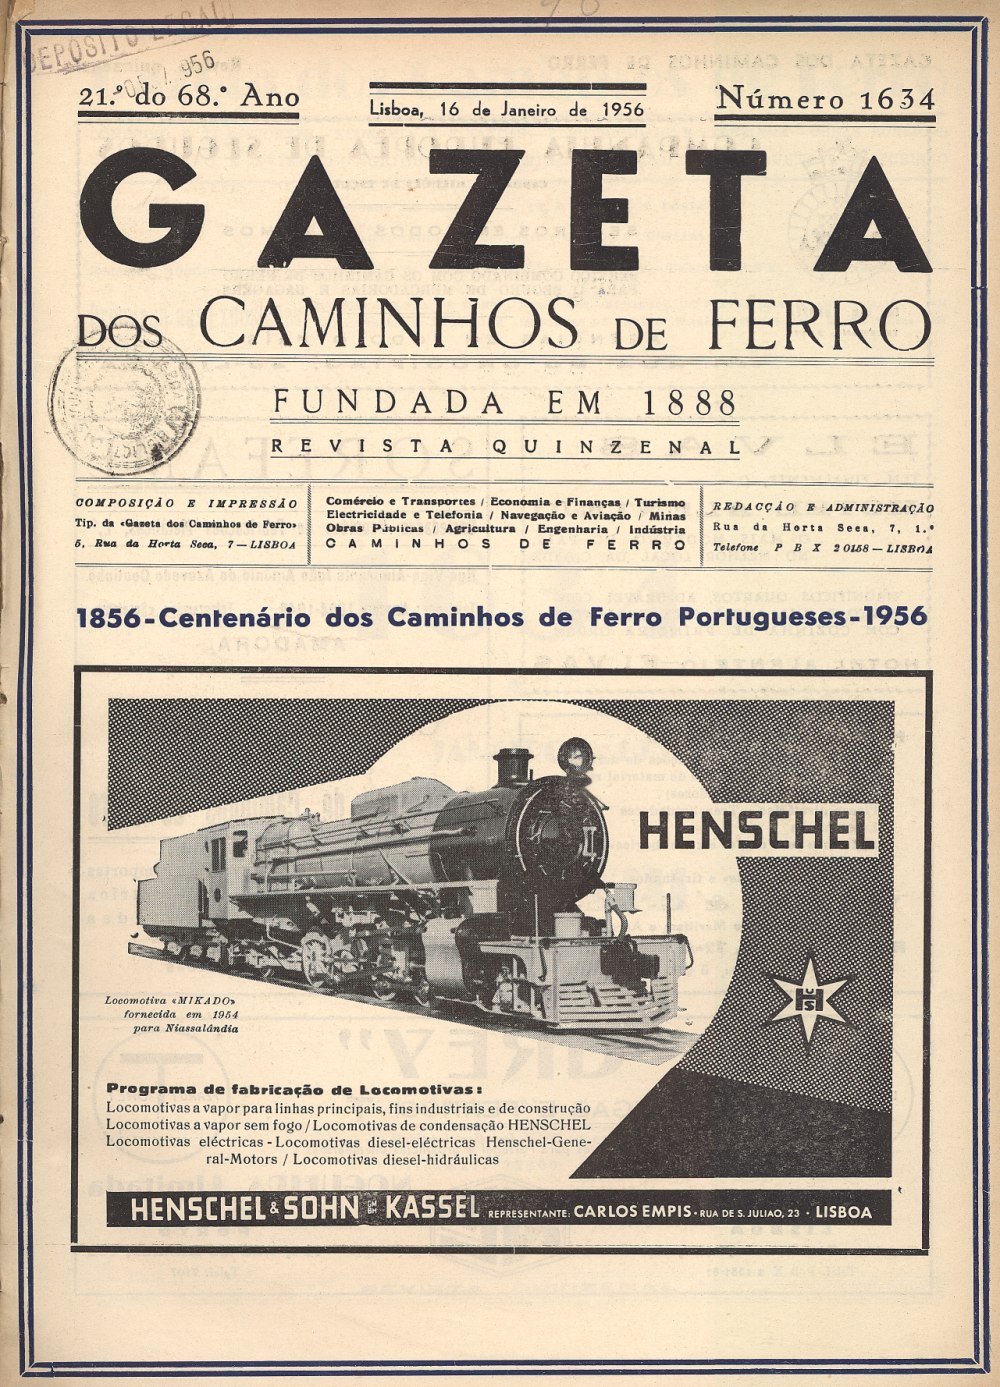 DEPOSITO LEGAL
956
21.º do 68.º Ano
Lisboa, 16 de Janeiro de 1956
Número 1634
GAZETA
DOS CAMINHOS DE FERRO
FUNDADA EM 1888
REVISTA QUINZENAL
COMPOSIÇÃO E IMPRESSÃO
Tip. da «Gazeta dos Caminhos de Ferro»
5, Rua da Horta Seca, 7 — LISBOA
Comércio e Transportes / Economia e Finanças / Turismo
Electricidade e Telefonia / Navegação e Aviação / Minas
Obras Públicas / Agricultura / Engenharia / Indústria
CAMINHOS DE FERRO
REDACÇÃO E ADMINISTRAÇÃO
Rua da Horta Seca, 7, 1.º
Telefone P B X 20158 — LISBOA
1856-Centenário dos Caminhos de Ferro Portugueses-1956
HENSCHEL
Locomotiva «MIKADO»
fornecida em 1954
para Niassalândia
Programa de fabricação de Locomotivas:
Locomotivas a vapor para linhas principais, fins industriais e de construção
Locomotivas a vapor sem fogo / Locomotivas de condensação HENSCHEL
Locomotivas eléctricas - Locomotivas diesel-eléctricas Henschel-Gene-
ral-Motors / Locomotivas diesel-hidráulicas
HENSCHEL & SOHN GMBH KASSEL REPRESENTANTE: CARLOS EMPIS · RUA DE S. JULIAO, 23 · LISBOA